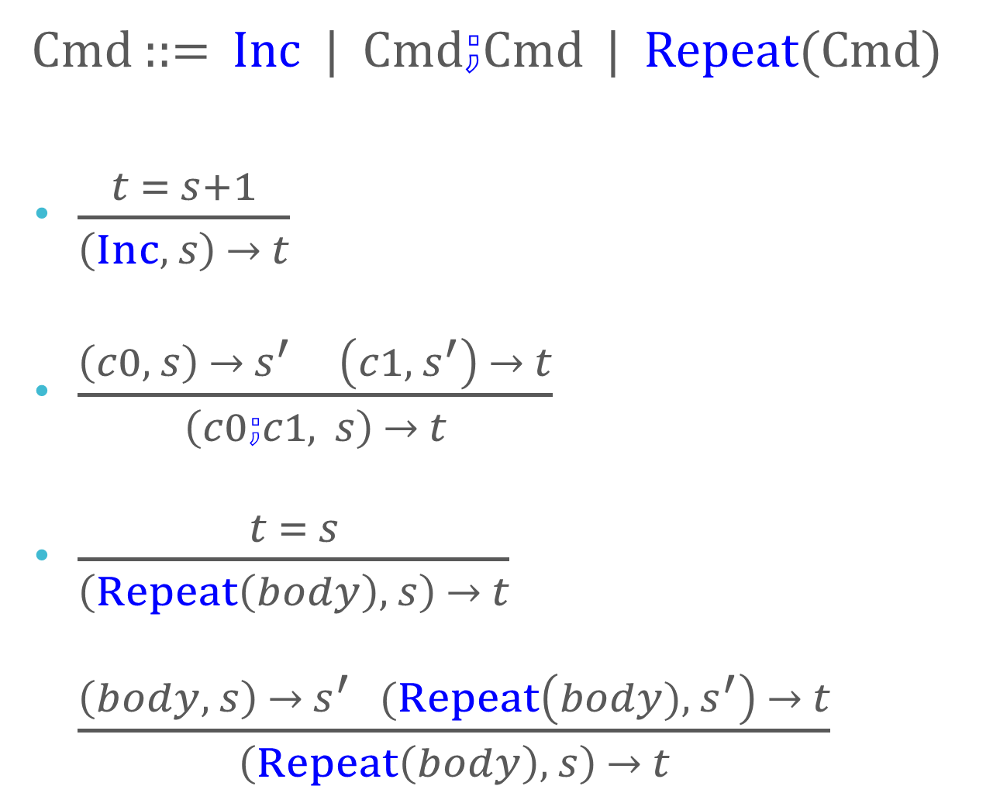 Cmd ::= Inc | Cmd;Cmd | Repeat(Cmd)
• t = s+1
(Inc, s) → t
(c0, s) → s′ (c1, s′) → t
• (c0;c1, s) → t
t = s
• (Repeat(body), s) → t
(body, s) → s′ (Repeat(body), s′) → t
(Repeat(body), s) → t